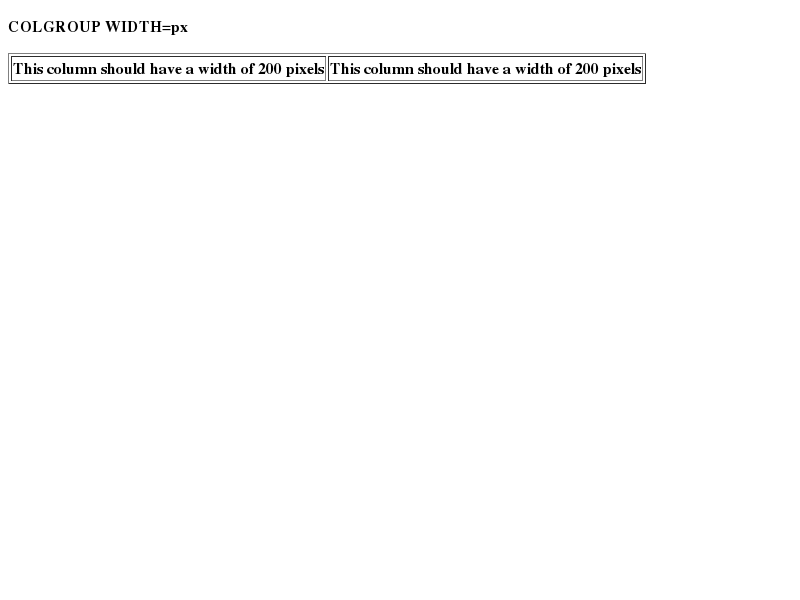 COLGROUP WIDTH=px
This column should have a width of 200 pixels This column should have a width of 200 pixels